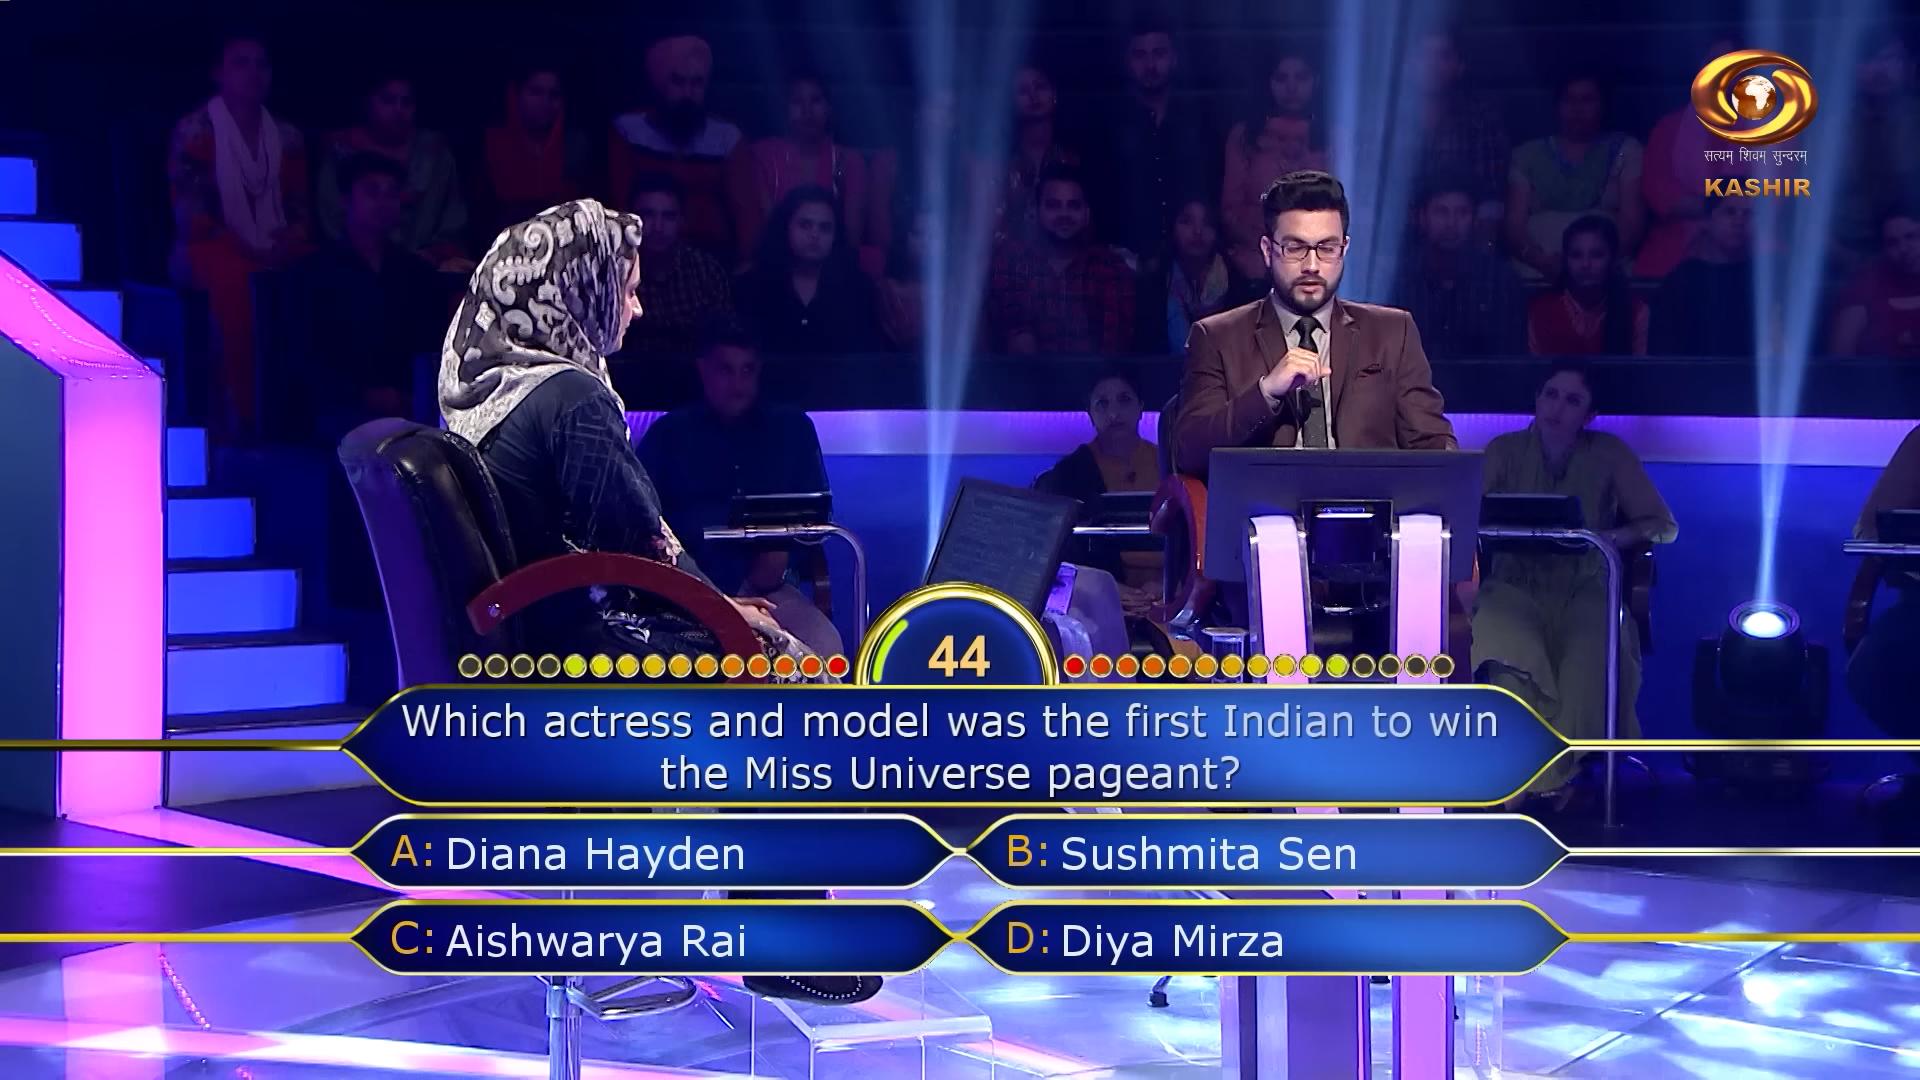 सत्यम् शिवम् सुन्दरम्
KASHIR
44
Which actress and model was the first Indian to win
the Miss Universe pageant?
A: Diana Hayden
B: Sushmita Sen
C: Aishwarya Rai
D: Diya Mirza